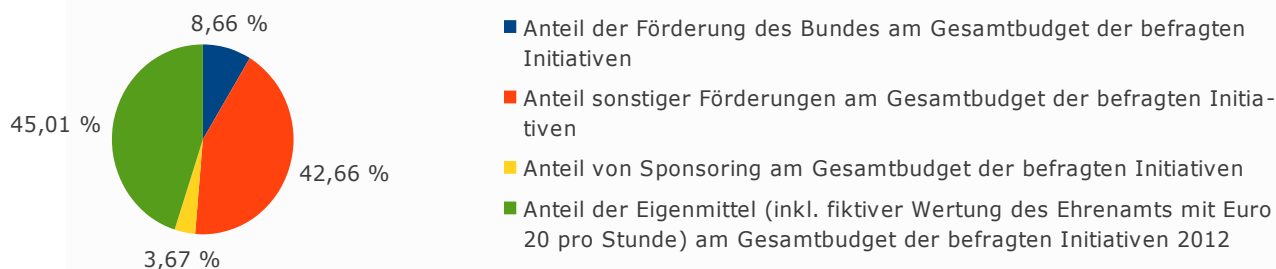 8,66 %
45,01 %
42,66 %
3,67 %
Anteil der Förderung des Bundes am Gesamtbudget der befragten
Initiativen
Anteil sonstiger Förderungen am Gesamtbudget der befragten Initia-
tiven
Anteil von Sponsoring am Gesamtbudget der befragten Initiativen
Anteil der Eigenmittel (inkl. fiktiver Wertung des Ehrenamts mit Euro
20 pro Stunde) am Gesamtbudget der befragten Initiativen 2012